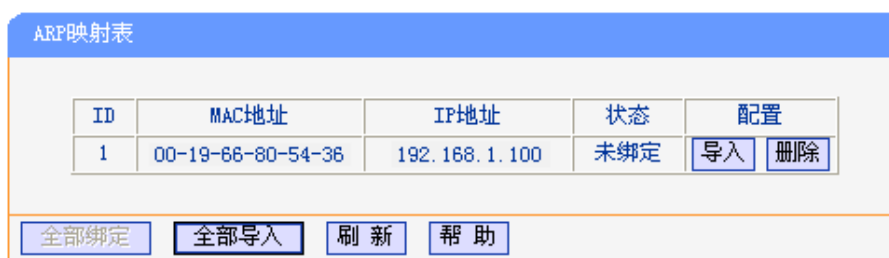 ARP映射表
ID MAC地址 IP地址 状态 配置
1 00-19-66-80-54-36 192.168.1.100 未绑定 导入 删除
全部绑定 全部导入 刷 新 帮 助